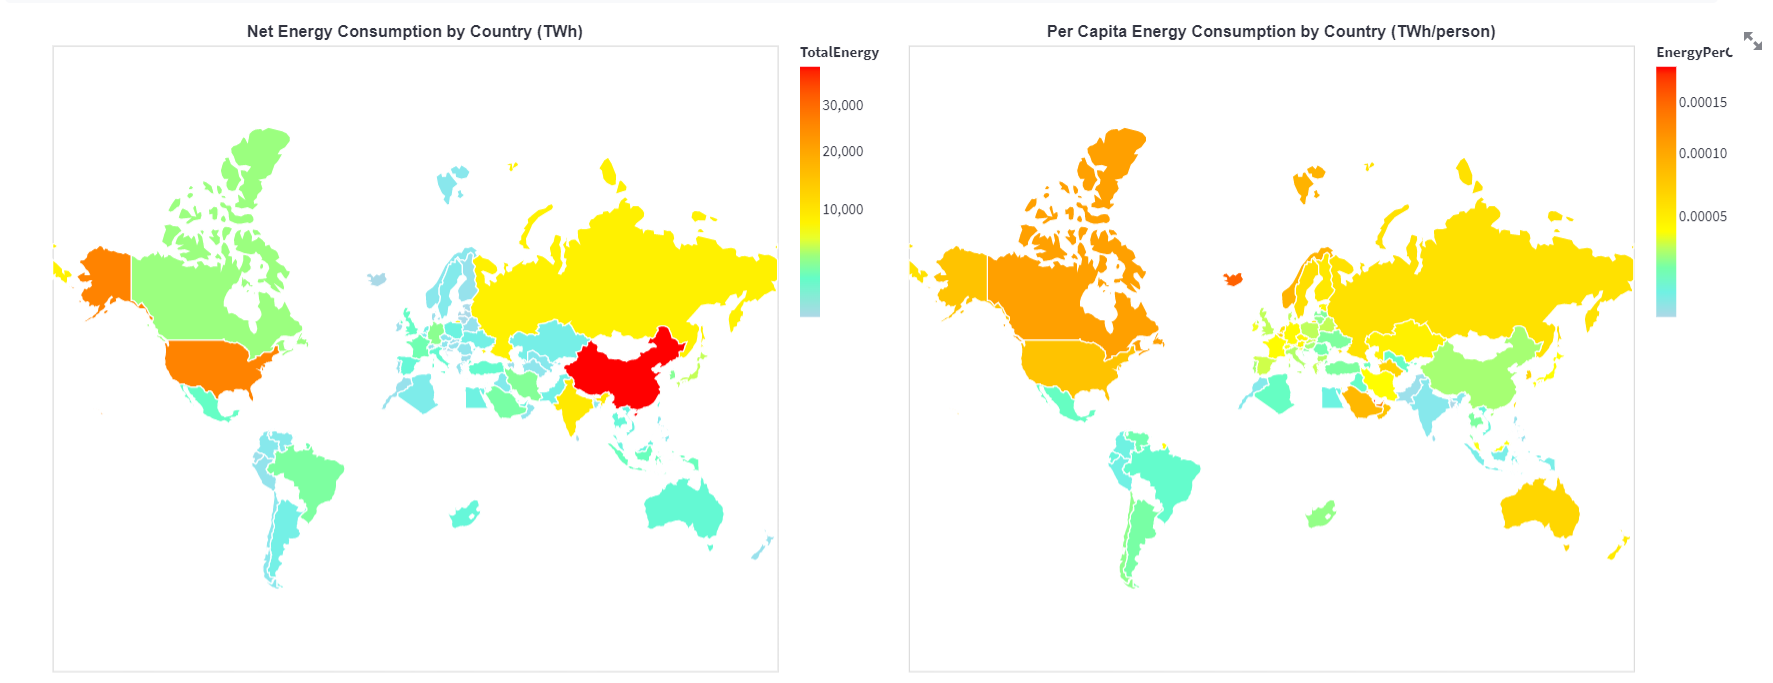 Net Energy Consumption by Country (TWh)
TotalEnergy
30,000
20,000
10,000
Per Capita Energy Consumption by Country (TWh/person)
EnergyPerC
0.00015
0.00010
0.00005